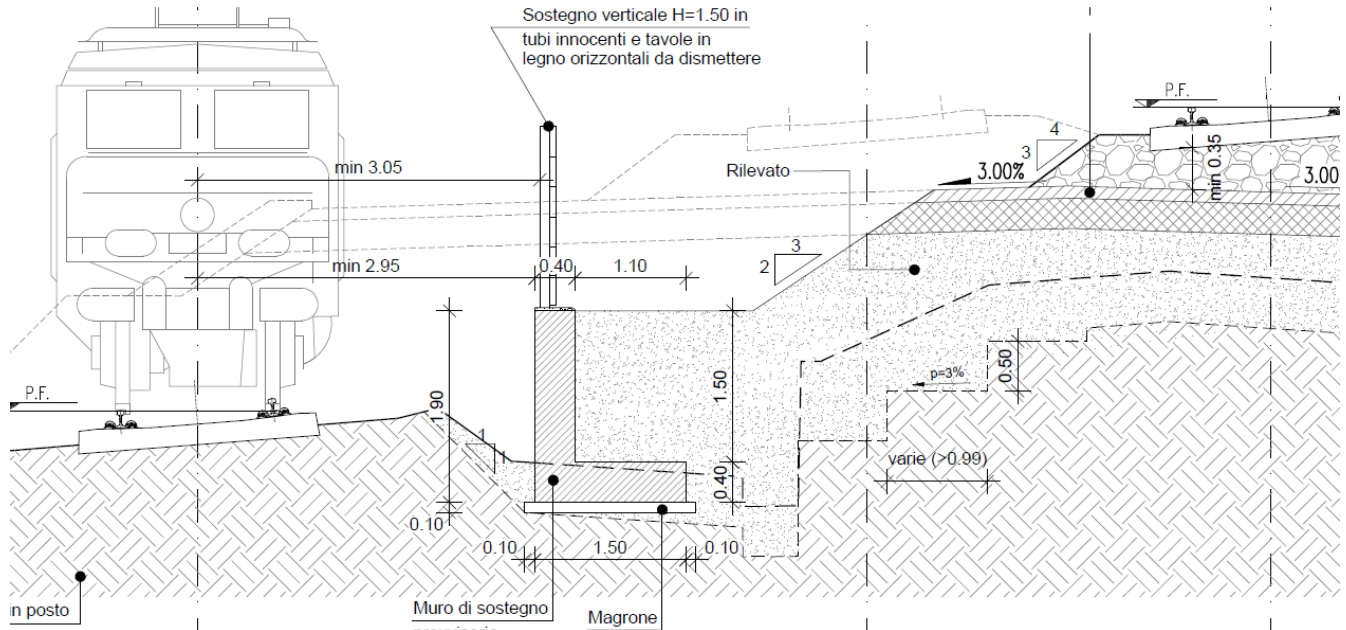 Sostegno verticale H=1.50 in
tubi innocenti e tavole in
legno orizzontali da dismettere
P.F.
4
3
min 3.05
Rilevato
3.00%
min 0.35
3.00
3
2
min 2.95
0.40
1.10
P.F.
1.90
1.50
p=3%
0.50
1
1
0.40
varie (>0.99)
0.10
0.10
1.50
0.10
in posto
Muro di sostegno
Magrone